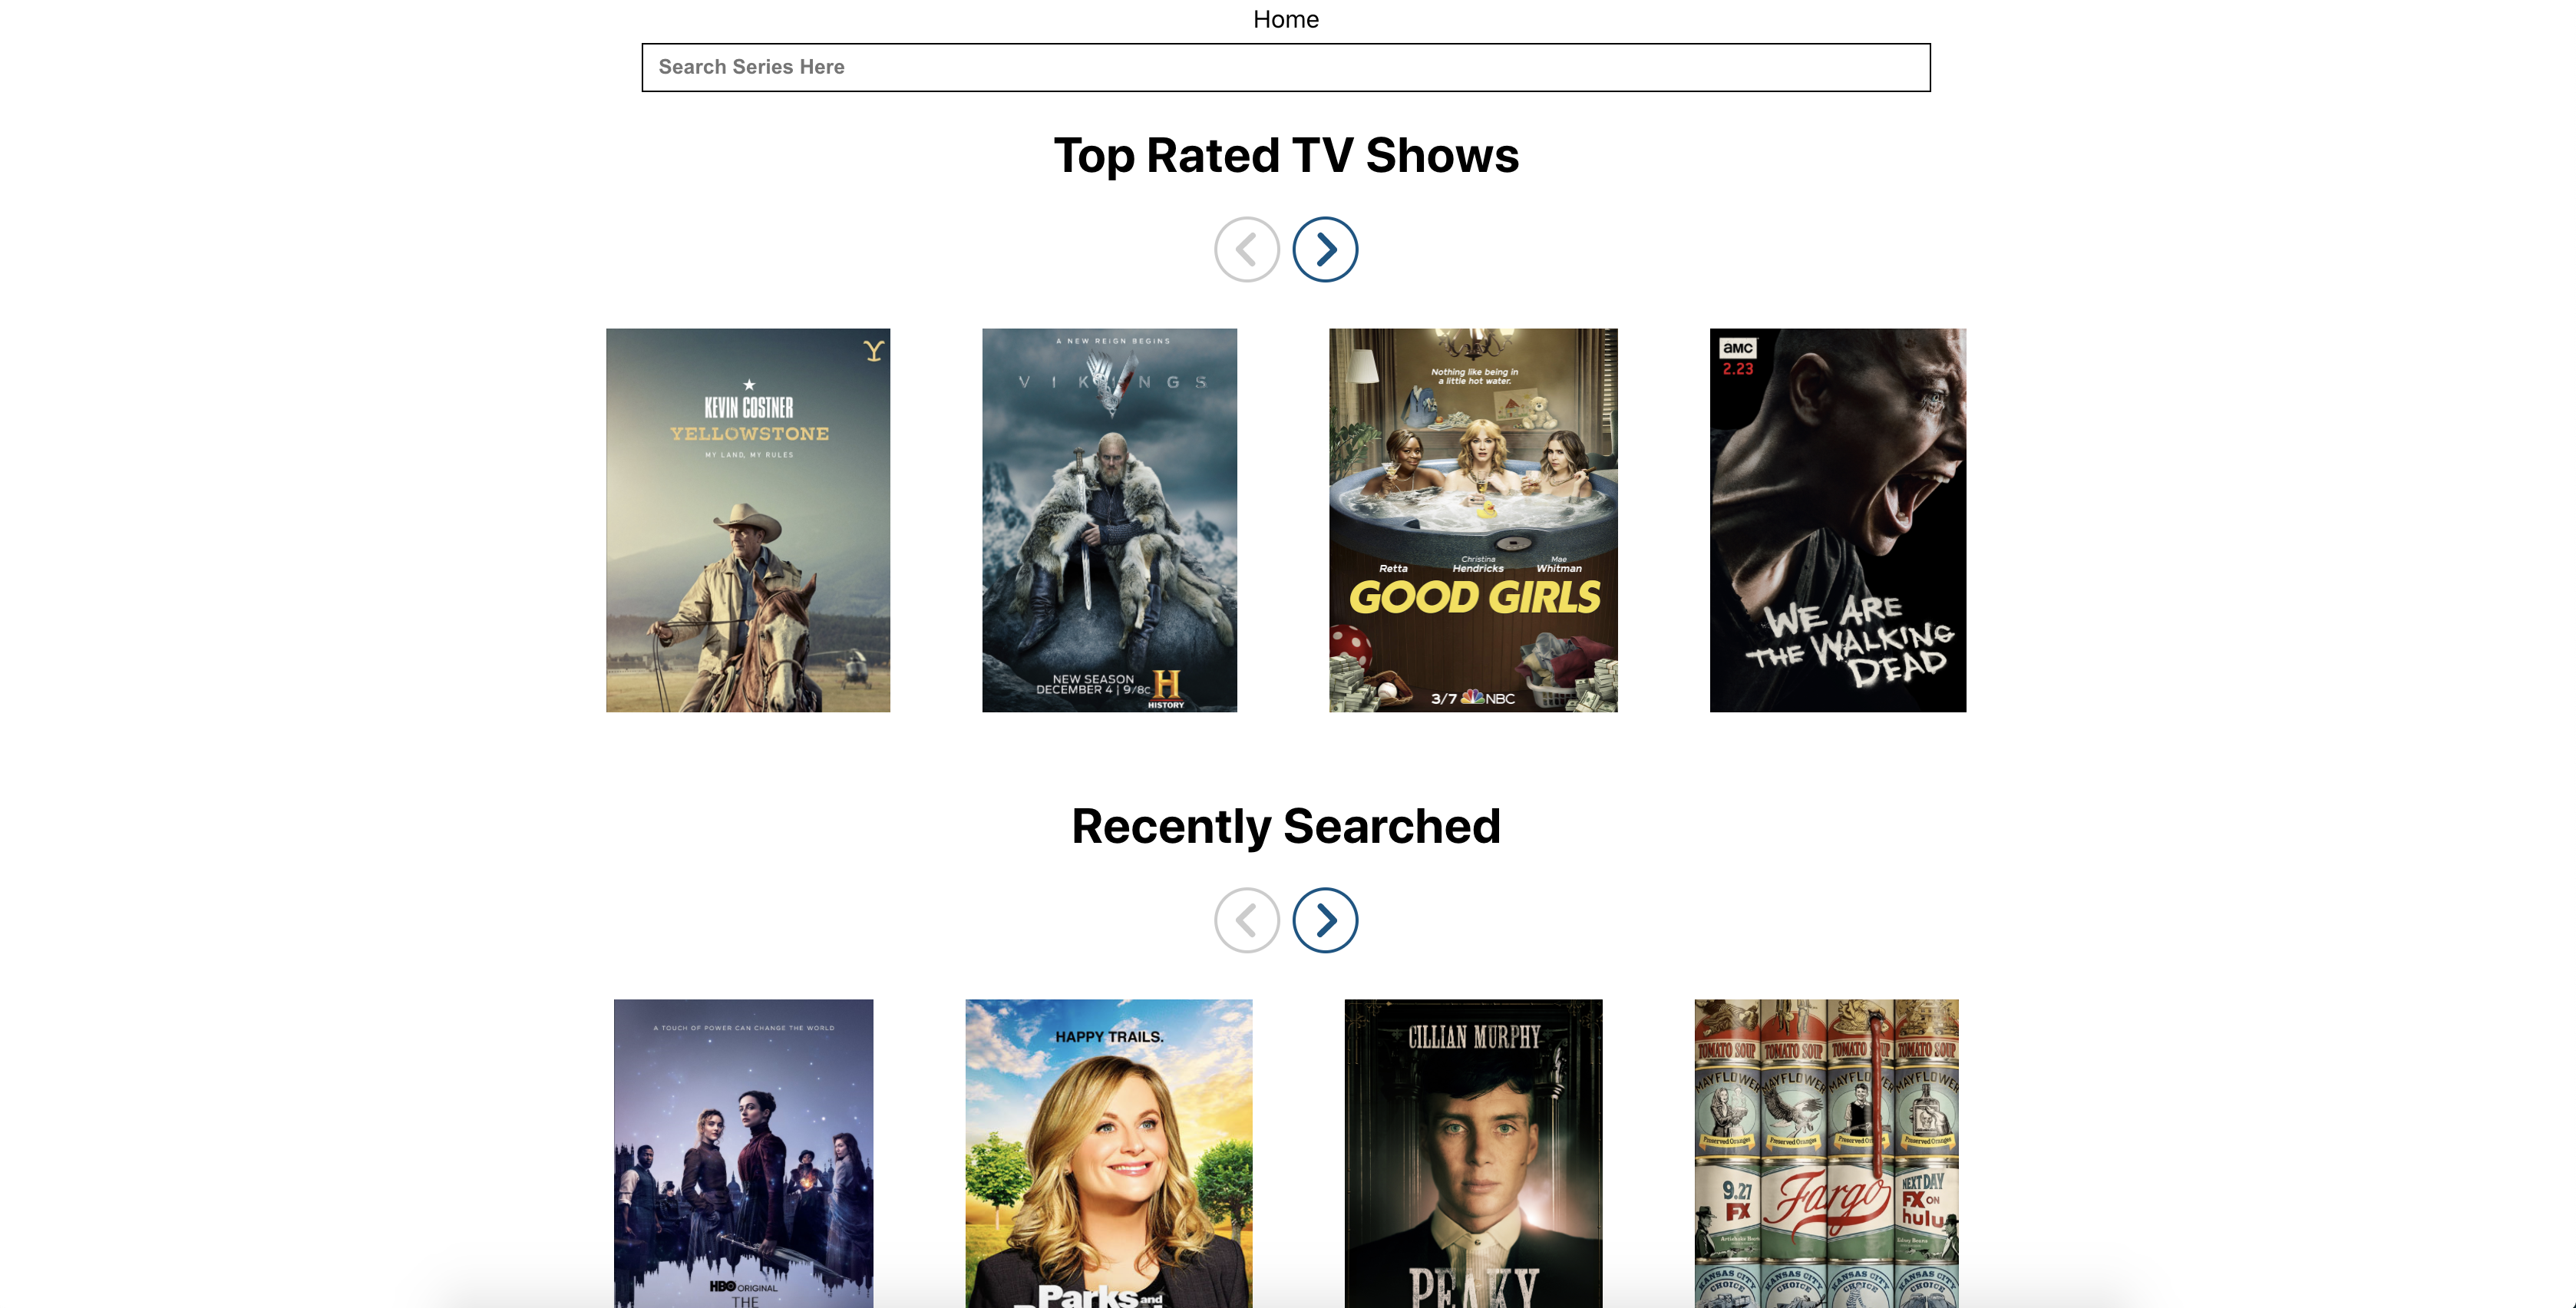 Home
Search Series Here
Top Rated TV Shows
KEVIN COSTNER
YELLOWSTONE
MY LAND, MY RULES
A NEW REIGN BEGINS
VIKINGS
NEW SEASON
DECEMBER 4 | 9/8c
HISTORY
Nothing like being in
a little hot water.
Retta
Christina
Hendricks
Mae
Whitman
GOOD GIRLS
3/7 NBC
aMC
2.23
WE ARE
THE WALKING
DEAD
Recently Searched
A TOUCH OF POWER CAN CHANGE THE WORLD
HBO ORIGINAL
THE
HAPPY TRAILS.
Parks and
CILLIAN MURPHY
PEAKY
TOMATO SOUP TOMATO SOUP TOMATO SOUP TOMATO SOUP
MAYFLOWER MAYFLOWER MAYFLOWER MAYFLOWER
Preserved Oranges Preserved Oranges Preserved Preserved Oranges
9.27
FX
Fargo
NEXT DAY
FX ON
hulu
KANSAS CITY KANSAS CITY KANSAS CITY KANSAS CITY
CHOICE CHOICE CHOICE CHOICE